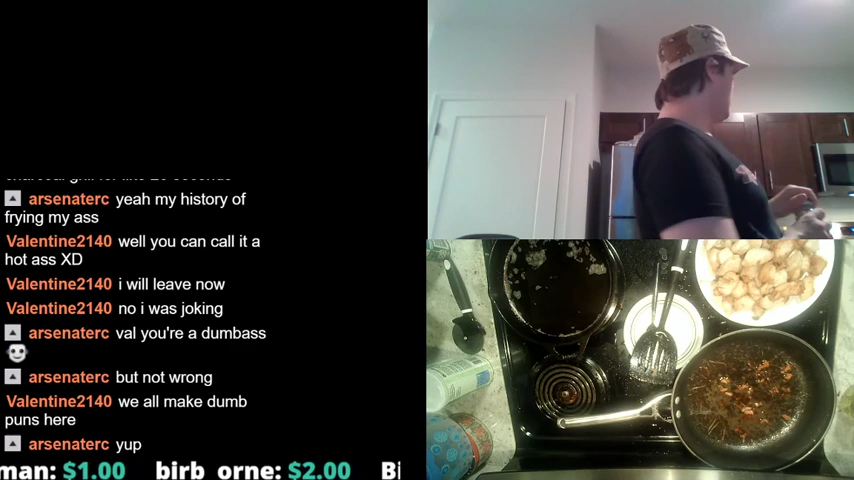 arsenaterc yeah my history of
frying my ass
Valentine2140 well you can call it a
hot ass XD
Valentine2140 i will leave now
Valentine2140 no i was joking
arsenaterc val you're a dumbass
arsenaterc but not wrong
Valentine2140 we all make dumb
puns here
arsenaterc yup
man: $1.00 birb_orne: $2.00 Bi